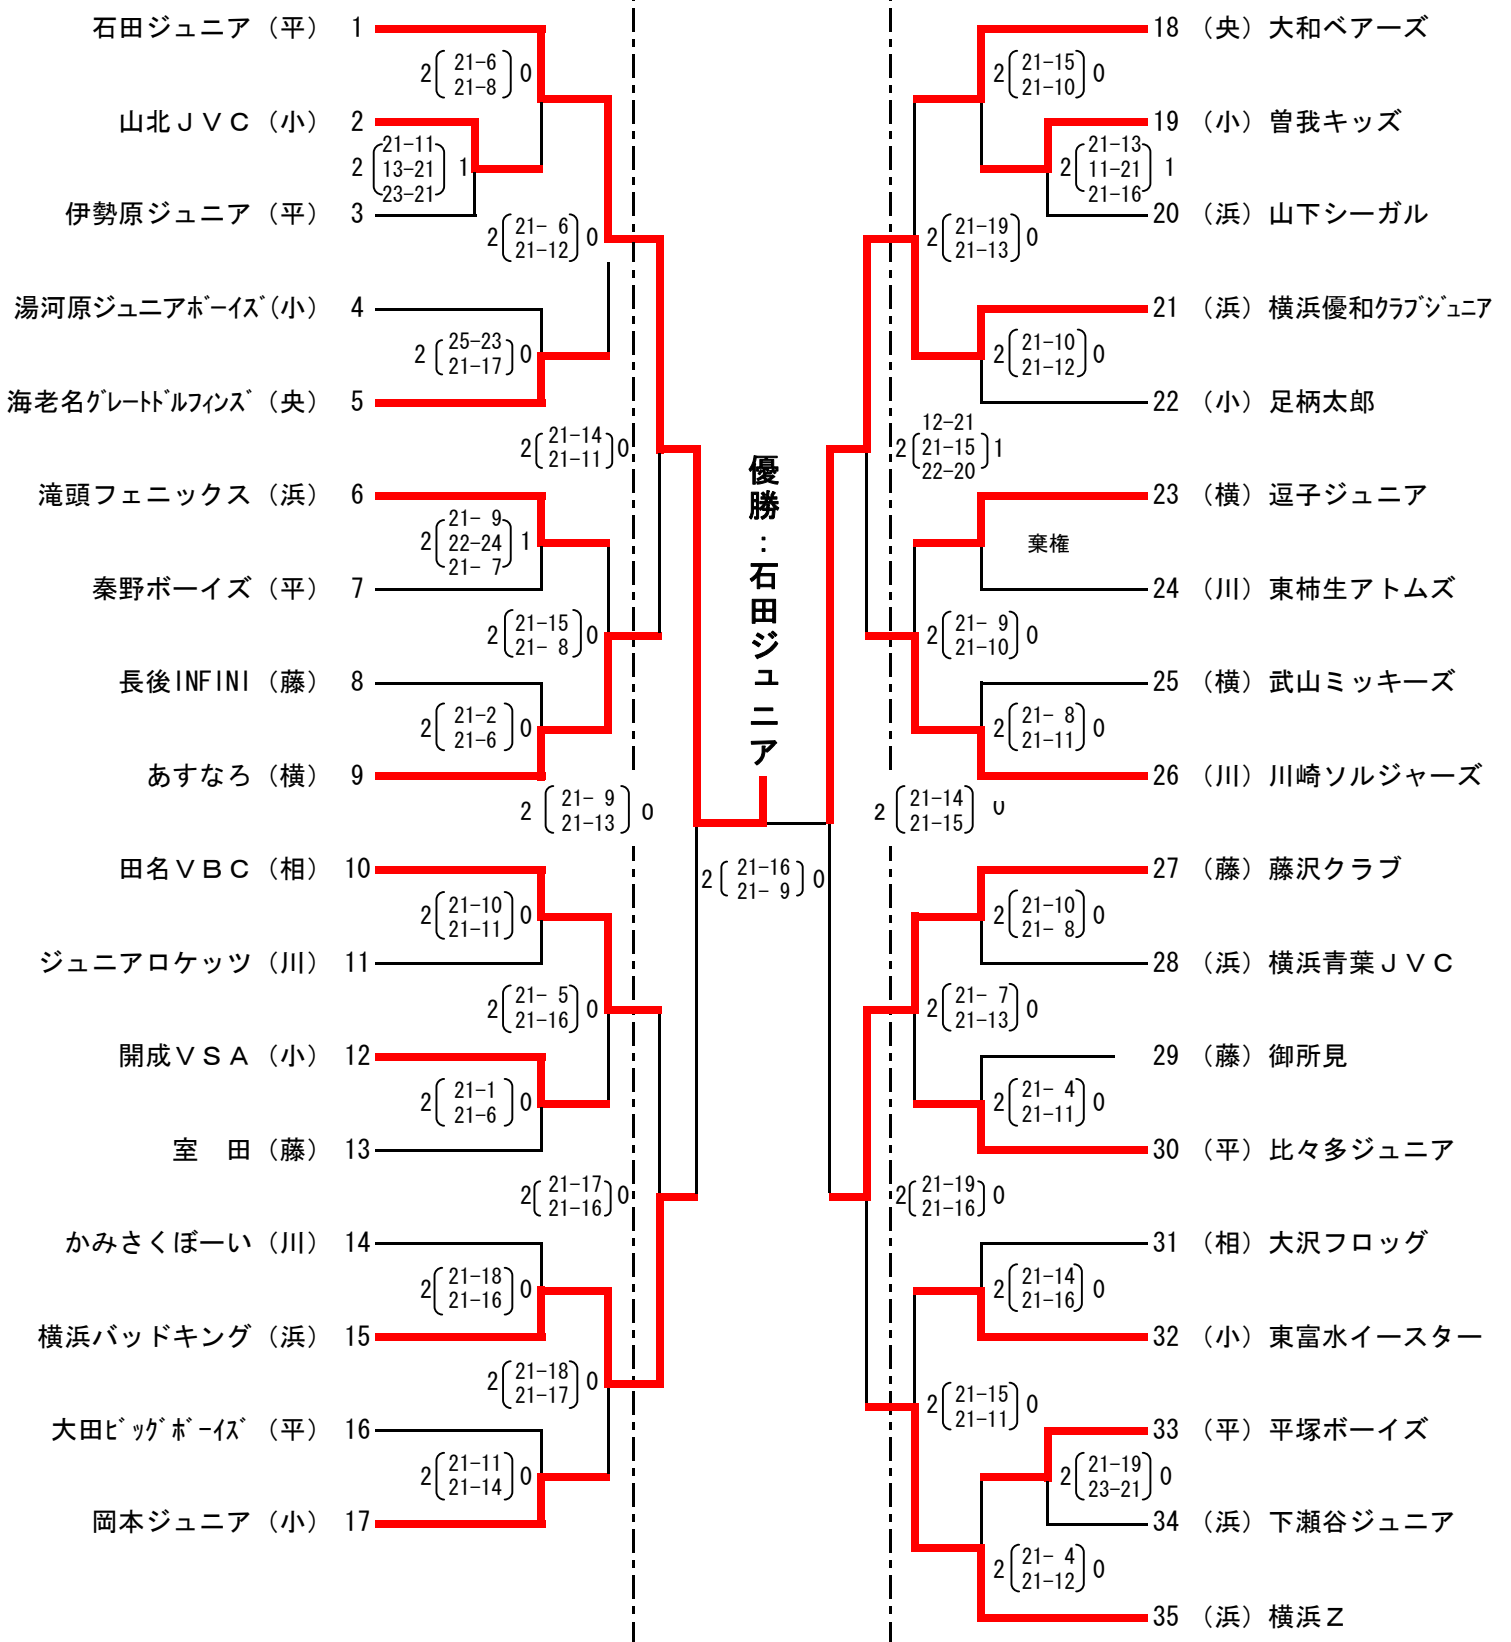 石田ジュニア（平） 1
2 21-6 0
21-8
山北ＪＶＣ（小） 2
21-11
2 13-21 1
23-21
伊勢原ジュニア（平） 3
2 21- 6 0
21-12
湯河原ジュニアﾎﾞｰｲｽﾞ（小） 4
2 25-23 0
21-17
海老名ｸﾞﾚｰﾄﾄﾞﾙﾌｨﾝｽﾞ（央） 5
2 21-14 0
21-11
滝頭フェニックス（浜） 6
21- 9
2 22-24 1
21- 7
秦野ボーイズ（平） 7
2 21-15 0
21- 8
長後INFINI（藤） 8
2 21-2 0
21-6
あすなろ（横） 9
2 21- 9 0
21-13
田名ＶＢＣ（相） 10
2 21-10 0
21-11
ジュニアロケッツ（川） 11
2 21- 5 0
21-16
開成ＶＳＡ（小） 12
2 21-1 0
21-6
室　田（藤） 13
2 21-17 0
21-16
かみさくぼーい（川） 14
2 21-18 0
21-16
横浜バッドキング（浜） 15
2 21-18 0
21-17
大田ﾋﾞｯｸﾞﾎﾞｰｲｽﾞ（平） 16
2 21-11 0
21-14
岡本ジュニア（小） 17
優勝：石田ジュニア
2 21-16 0
21- 9
18 （央）大和ベアーズ
2 21-15 0
21-10
19 （小）曽我キッズ
21-13
2 11-21 1
21-16
20 （浜）山下シーガル
2 21-19 0
21-13
21 （浜）横浜優和ｸﾗﾌﾞｼﾞｭﾆｱ
2 21-10 0
21-12
22 （小）足柄太郎
12-21
2 21-15 1
22-20
23 （横）逗子ジュニア
棄権
24 （川）東柿生アトムズ
2 21- 9 0
21-10
25 （横）武山ミッキーズ
2 21- 8 0
21-11
26 （川）川崎ソルジャーズ
2 21-14 0
21-15
27 （藤）藤沢クラブ
2 21-10 0
21- 8
28 （浜）横浜青葉ＪＶＣ
2 21- 7 0
21-13
29 （藤）御所見
2 21- 4 0
21-11
30 （平）比々多ジュニア
2 21-19 0
21-16
31 （相）大沢フロッグ
2 21-14 0
21-16
32 （小）東富水イースター
2 21-15 0
21-11
33 （平）平塚ボーイズ
2 21-19 0
23-21
34 （浜）下瀬谷ジュニア
2 21- 4 0
21-12
35 （浜）横浜Ｚ